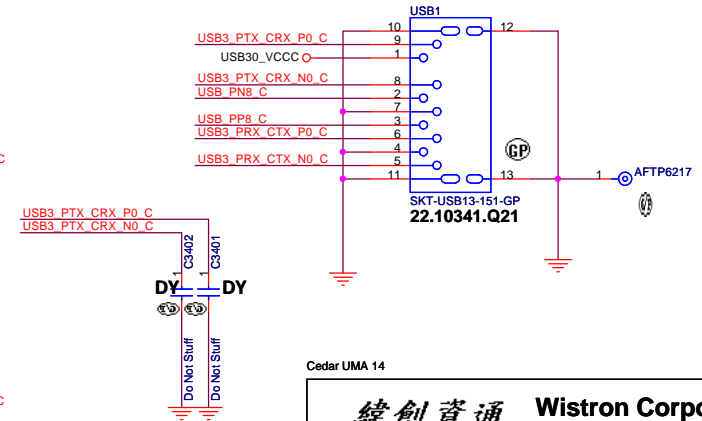 USB1
10
12
USB3_PTX_CRX_P0_C
9
USB30_VCCC
1
USB3_PTX_CRX_N0_C
8
USB_PN8_C
2
7
USB_PP8_C
3
USB3_PRX_CTX_P0_C
6
4
GP
USB3_PRX_CTX_N0_C
5
11
13
1
AFTP6217
SKT-USB13-151-GP
22.10341.Q21
USB3_PTX_CRX_P0_C
USB3_PTX_CRX_N0_C
C3402
C3401
1
1
DY
DY
Do Not Stuff
Do Not Stuff
Cedar UMA 14
緯創資通
Wistron Corpo
C
C